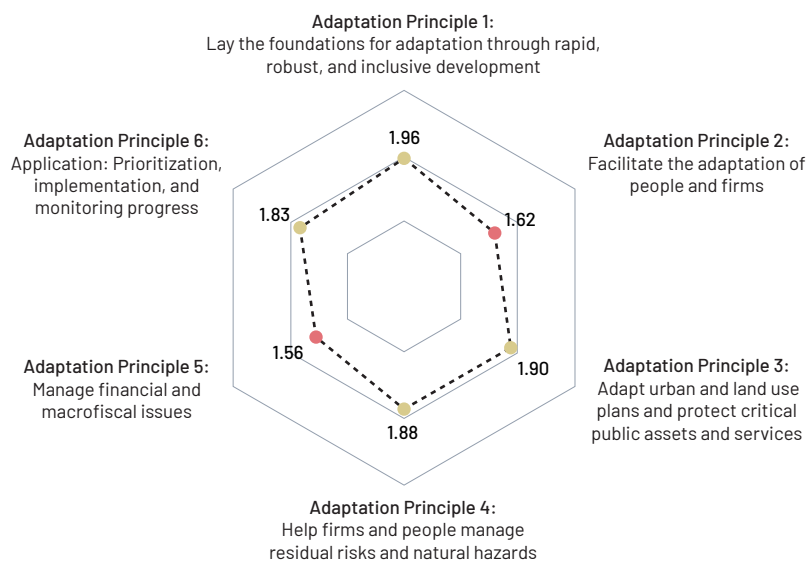 Adaptation Principle 1:
Lay the foundations for adaptation through rapid,
robust, and inclusive development
Adaptation Principle 6:
Application: Prioritization,
implementation, and
monitoring progress
1.96
Adaptation Principle 2:
Facilitate the adaptation of
people and firms
1.83
1.62
Adaptation Principle 5:
Manage financial and
macrofiscal issues
1.56
1.90
Adaptation Principle 3:
Adapt urban and land use
plans and protect critical
public assets and services
1.88
Adaptation Principle 4:
Help firms and people manage
residual risks and natural hazards